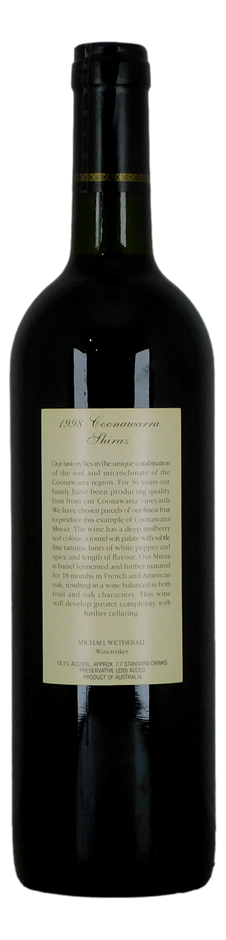 1998 Coonawarra
Shiraz
Our history lies in the unique combination
of the soil and microclimate of the
Coonawarra region. For 36 years our
family have been producing quality
fruit from our Coonawarra vineyards.
We have chosen parcels of our finest fruit
to produce this example of Coonawarra
Shiraz. The wine has a deep mulberry
red colour, a round soft palate with subtle
fine tannins, hints of white pepper and
spice and length of flavour. Our Shiraz
is barrel fermented and further matured
for 18 months in French and American
oak, resulting in a wine balanced in both
fruit and oak characters. This wine
will develop greater complexity with
further cellaring
MICHAEL WETHERALL
Winemaker
13.1% ALC/VOL. APPROX. 7.7 STANDARD DRINKS
PRESERVATIVE (220) ADDED
PRODUCT OF AUSTRALIA